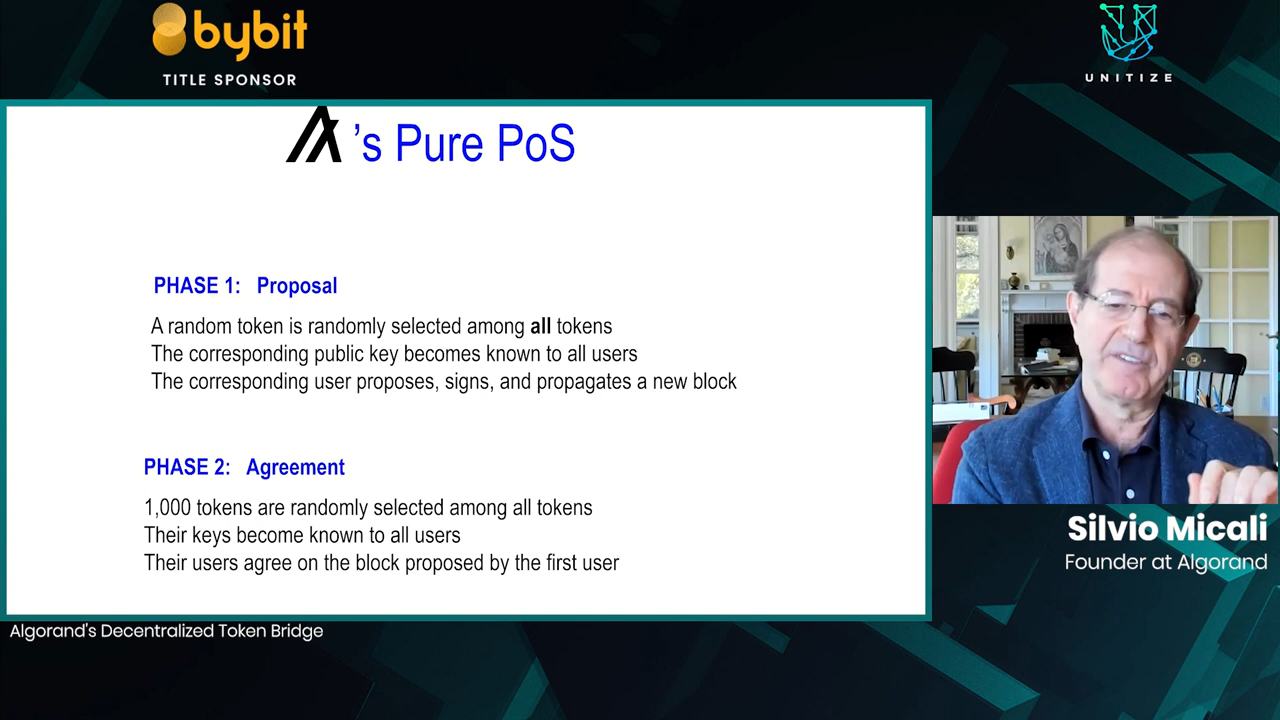 bybit
TITLE SPONSOR
UNITIZE
's Pure PoS
PHASE 1: Proposal
A random token is randomly selected among all tokens
The corresponding public key becomes known to all users
The corresponding user proposes, signs, and propagates a new block
PHASE 2: Agreement
1,000 tokens are randomly selected among all tokens
Their keys become known to all users
Their users agree on the block proposed by the first user
Silvio Micali
Founder at Algorand
Algorand's Decentralized Token Bridge